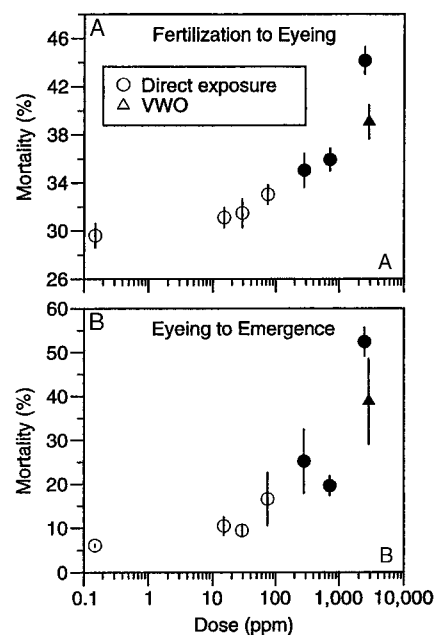 A
Fertilization to Eyeing
Direct exposure
VWO
46
42
38
34
30
26
Mortality (%)
A
B
Eyeing to Emergence
60
50
40
30
20
10
0
Mortality (%)
B
0.1 1 10 100 1,000 10,000
Dose (ppm)